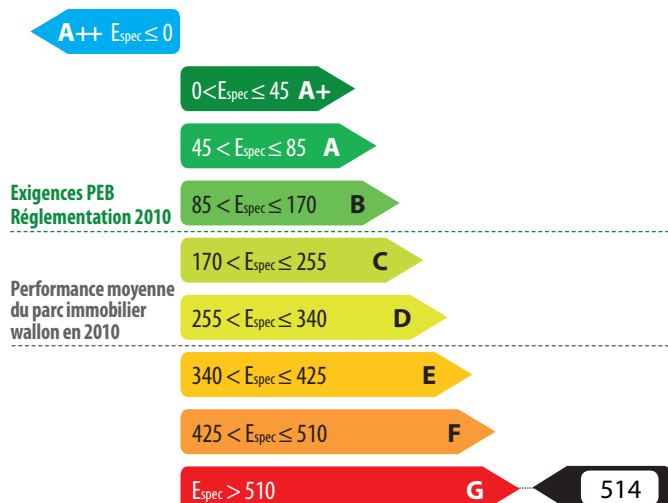 A++ Espec ≤ 0
0<Espec ≤ 45 A+
45 < Espec ≤ 85 A
Exigences PEB
Réglementation 2010
85 < Espec ≤ 170 B
170 < Espec ≤ 255 C
Performance moyenne
du parc immobilier
wallon en 2010
255 < Espec ≤ 340 D
340 < Espec ≤ 425 E
425 < Espec ≤ 510 F
Espec > 510 G 514